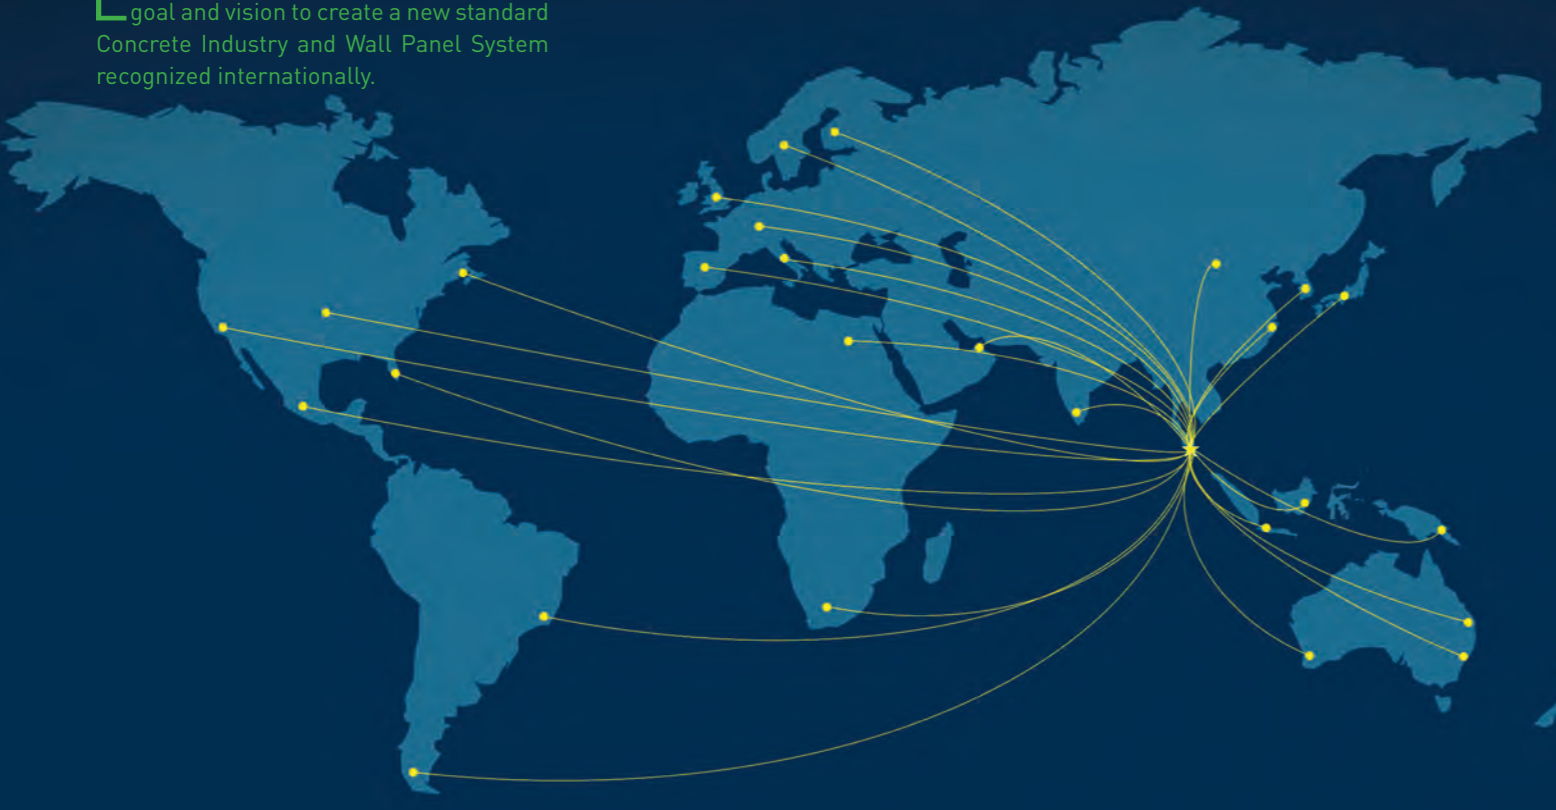 goal and vision to create a new standard
Concrete Industry and Wall Panel System
recognized internationally.